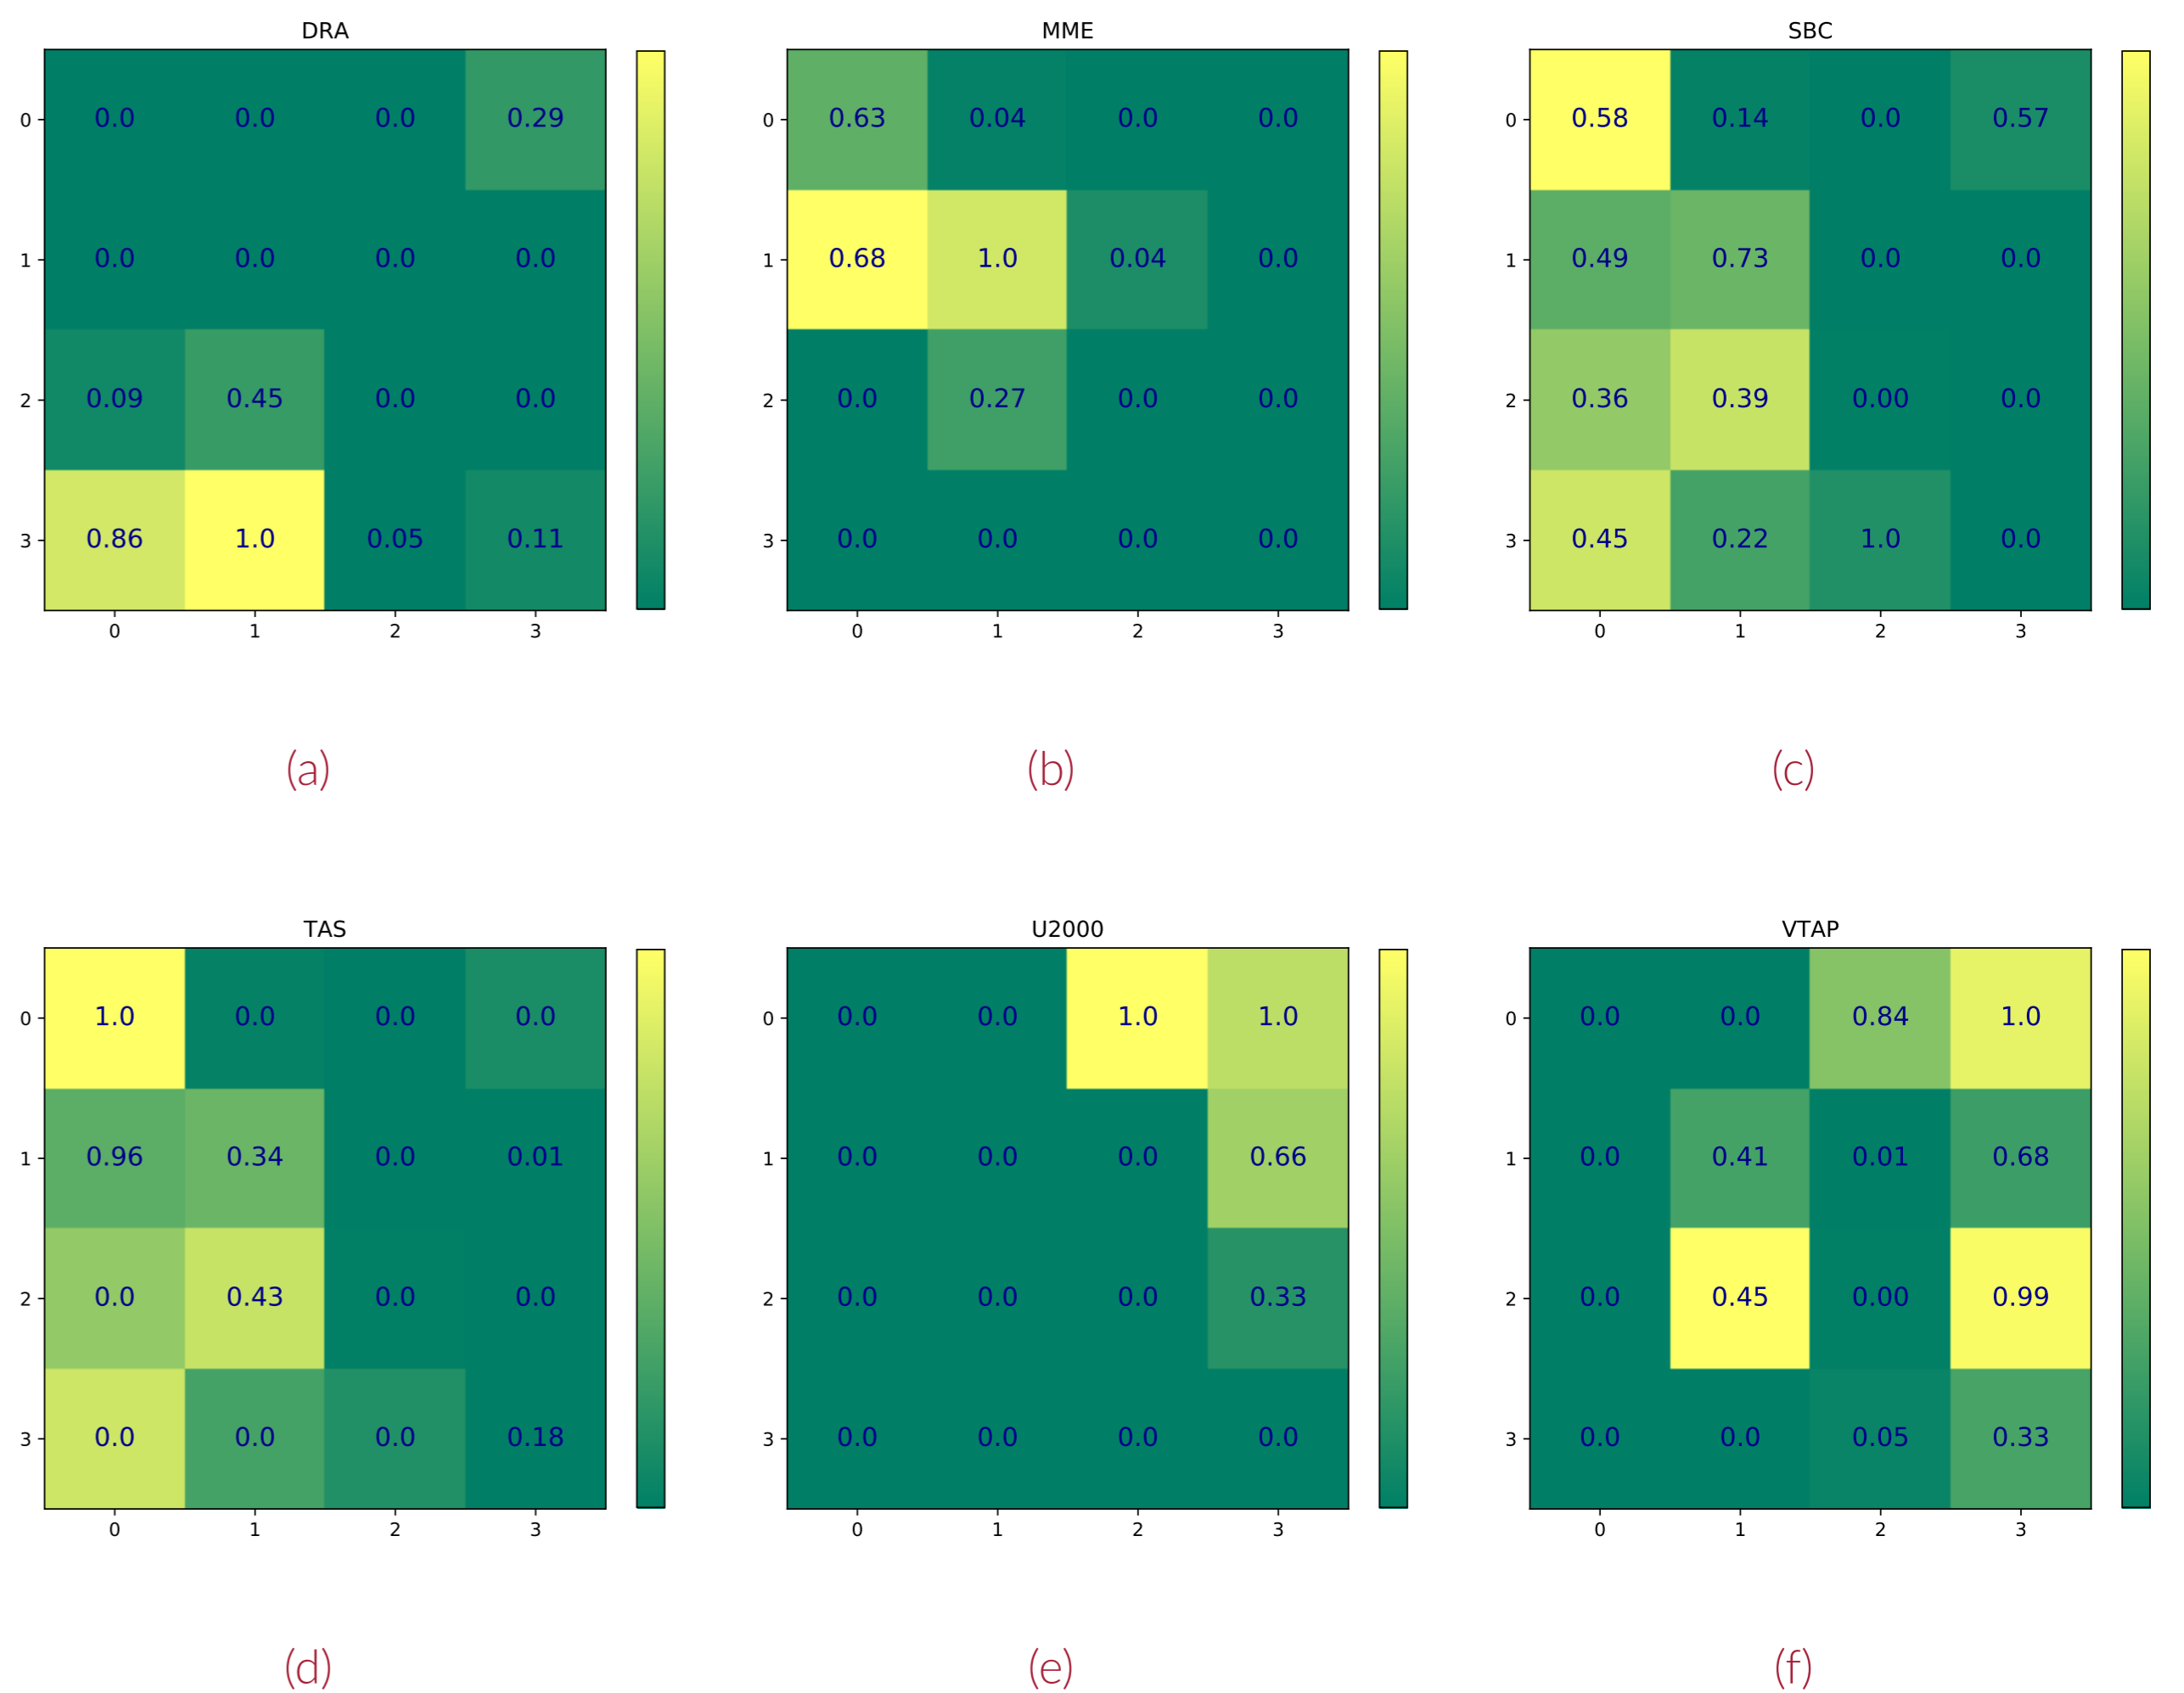 DRA MME SBC
0 0.0 0.0 0.0 0.29 0 0.63 0.04 0.0 0.0 0 0.58 0.14 0.0 0.57
1 0.0 0.0 0.0 0.0 1 0.68 1.0 0.04 0.0 1 0.49 0.73 0.0 0.0
2 0.09 0.45 0.0 0.0 2 0.0 0.27 0.0 0.0 2 0.36 0.39 0.00 0.0
3 0.86 1.0 0.05 0.11 3 0.0 0.0 0.0 0.0 3 0.45 0.22 1.0 0.0
0 1 2 3 0 1 2 3 0 1 2 3
(a) (b) (c)
TAS U2000 VTAP
0 1.0 0.0 0.0 0.0 0 0.0 0.0 1.0 1.0 0 0.0 0.0 0.84 1.0
1 0.96 0.34 0.0 0.01 1 0.0 0.0 0.0 0.66 1 0.0 0.41 0.01 0.68
2 0.0 0.43 0.0 0.0 2 0.0 0.0 0.0 0.33 2 0.0 0.45 0.00 0.99
3 0.0 0.0 0.0 0.18 3 0.0 0.0 0.0 0.0 3 0.0 0.0 0.05 0.33
0 1 2 3 0 1 2 3 0 1 2 3
(d) (e) (f)